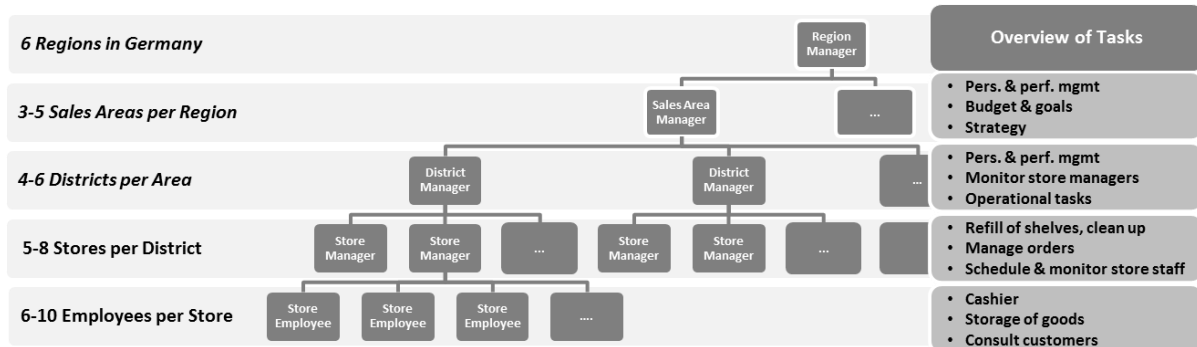 6 Regions in Germany
Region
Manager
Overview of Tasks
3-5 Sales Areas per Region
Sales Area
Manager
...
• Pers. & perf. mgmt
• Budget & goals
• Strategy
4-6 Districts per Area
District
Manager
District
Manager
...
• Pers. & perf. mgmt
• Monitor store managers
• Operational tasks
5-8 Stores per District
Store
Manager
Store
Manager
...
Store
Manager
Store
Manager
...
• Refill of shelves, clean up
• Manage orders
• Schedule & monitor store staff
6-10 Employees per Store
Store
Employee
Store
Employee
Store
Employee
....
• Cashier
• Storage of goods
• Consult customers